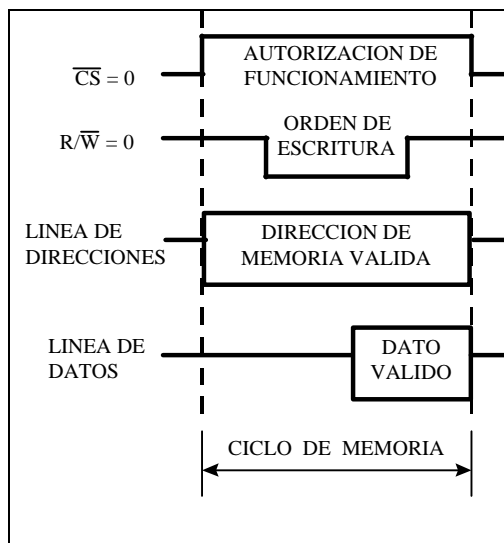 AUTORIZACION DE
FUNCIONAMIENTO
C̅S̅ = 0
R/W̅ = 0
ORDEN DE
ESCRITURA
LINEA DE
DIRECCIONES
DIRECCION DE
MEMORIA VALIDA
LINEA DE
DATOS
DATO
VALIDO
CICLO DE MEMORIA